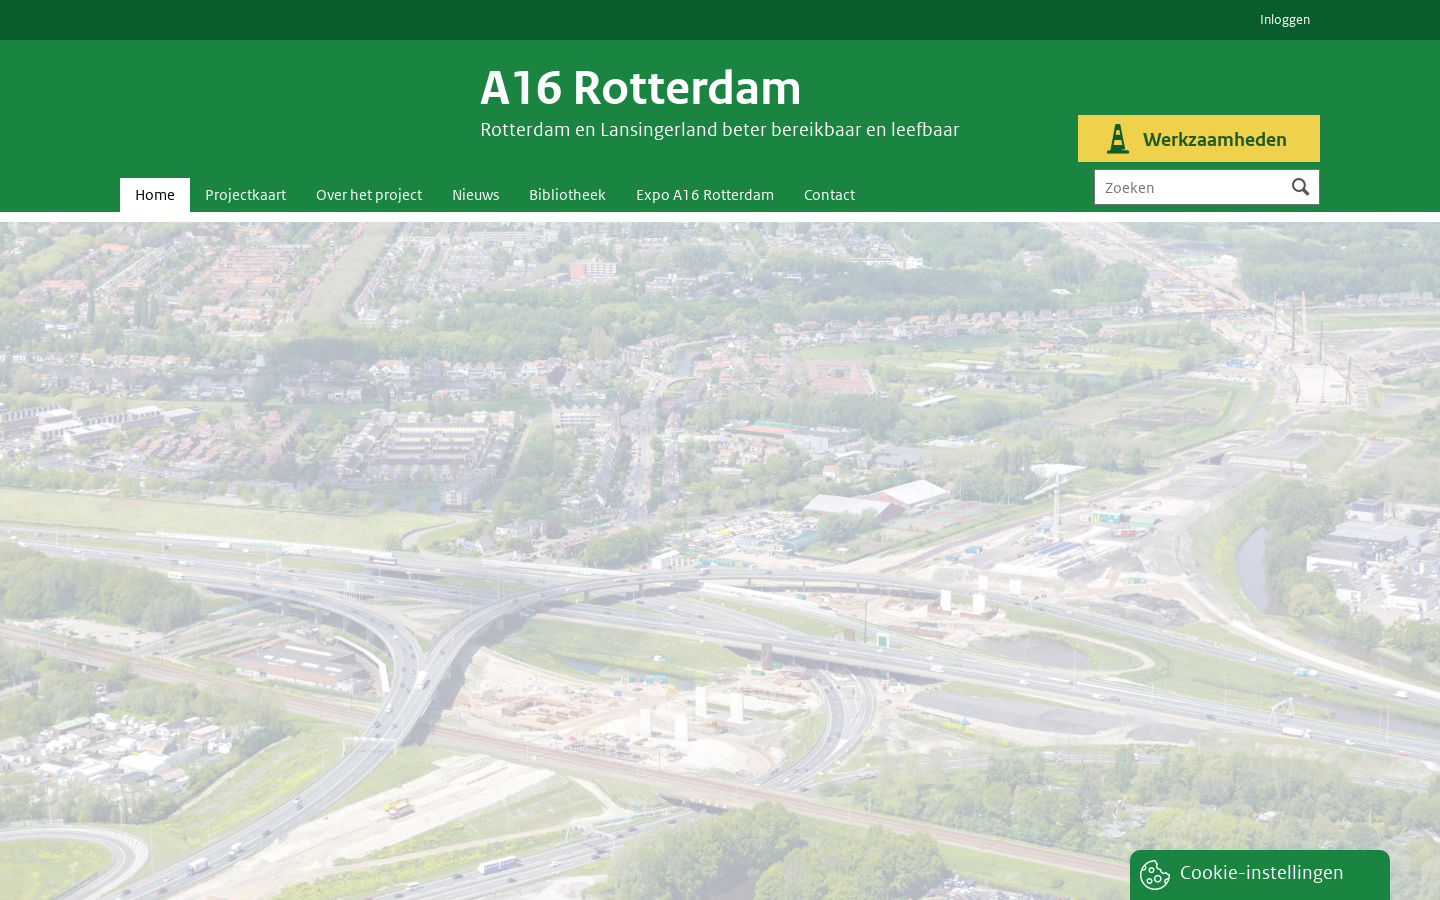 Inloggen
A16 Rotterdam
Rotterdam en Lansingerland beter bereikbaar en leefbaar
Werkzaamheden
Home Projectkaart Over het project Nieuws Bibliotheek Expo A16 Rotterdam Contact
Zoeken
Cookie-instellingen